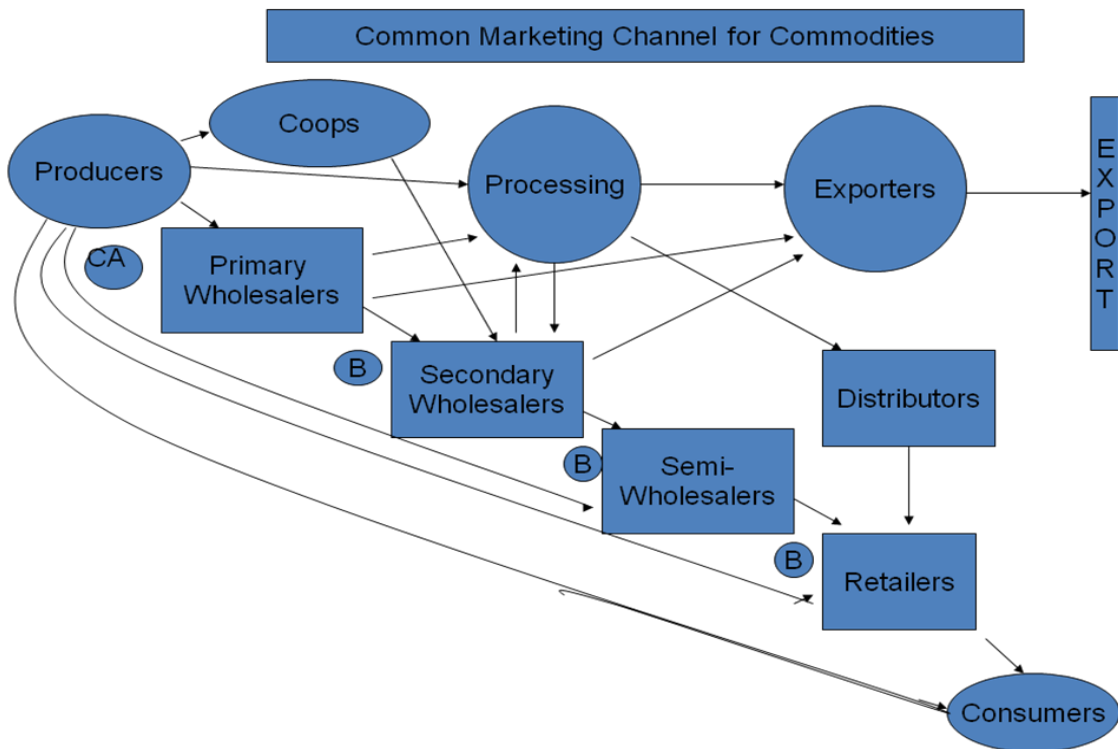 Common Marketing Channel for Commodities
Coops
Producers
Processing
Exporters
E
X
P
O
R
T
CA
Primary
Wholesalers
B
Secondary
Wholesalers
Distributors
B
Semi-
Wholesalers
B
Retailers
Consumers